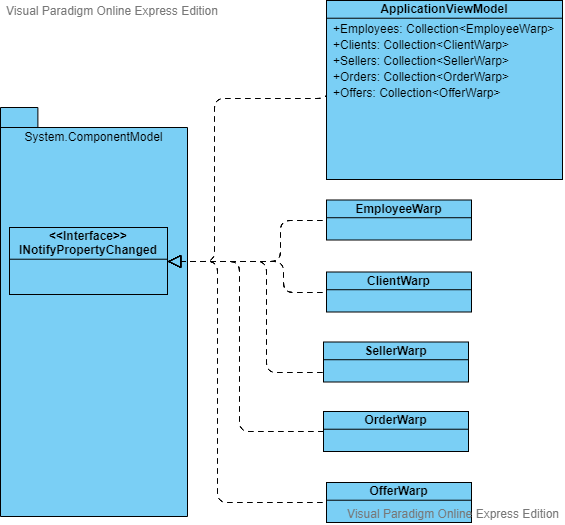 Visual Paradigm Online Express Edition
ApplicationViewModel
+Employees: Collection<EmployeeWarp>
+Clients: Collection<ClientWarp>
+Sellers: Collection<SellerWarp>
+Orders: Collection<OrderWarp>
+Offers: Collection<OfferWarp>
System.ComponentModel
<<Interface>>
INotifyPropertyChanged
EmployeeWarp
ClientWarp
SellerWarp
OrderWarp
OfferWarp
Visual Paradigm Online Express Edition